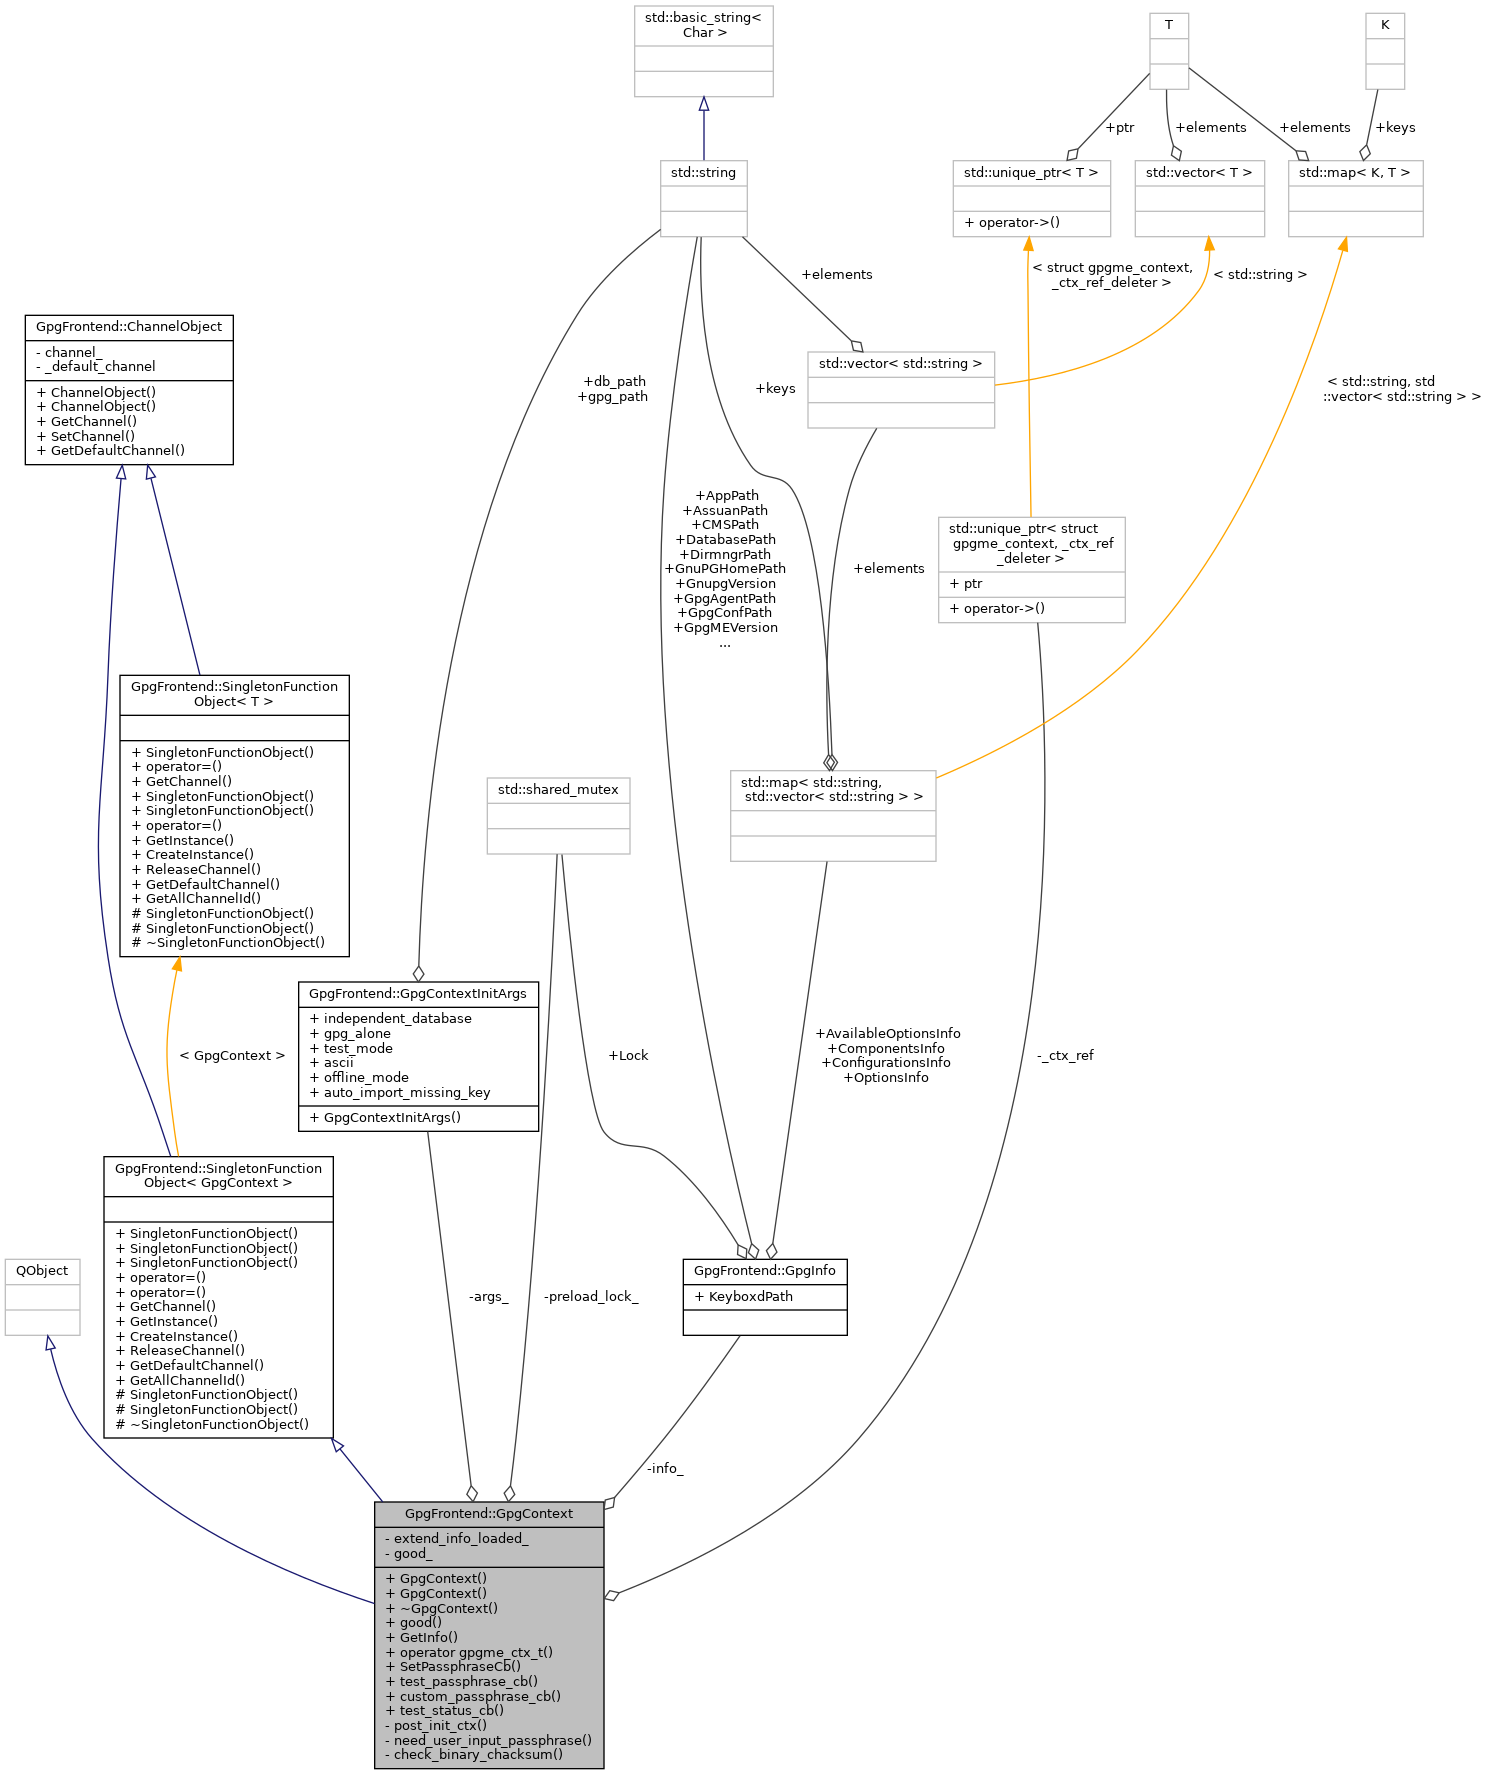 std::basic_string<
Char >
T
K
+ptr
+elements
+elements
+keys
std::string
std::unique_ptr< T >
+ operator->()
std::vector< T >
std::map< K, T >
+elements
< struct gpgme_context,
_ctx_ref_deleter >
< std::string >
GpgFrontend::ChannelObject
- channel_
- _default_channel
+ ChannelObject()
+ ChannelObject()
+ GetChannel()
+ SetChannel()
+ GetDefaultChannel()
+db_path
+gpg_path
+keys
std::vector< std::string >
< std::string, std
::vector< std::string > >
+AppPath
+AssuanPath
+CMSPath
+DatabasePath
+DirmngrPath
+GnuPGHomePath
+GnupgVersion
+GpgAgentPath
+GpgConfPath
+GpgMEVersion
...
+elements
std::unique_ptr< struct
gpgme_context, _ctx_ref
_deleter >
+ ptr
+ operator->()
GpgFrontend::SingletonFunction
Object< T >
+ SingletonFunctionObject()
+ operator=()
+ GetChannel()
+ SingletonFunctionObject()
+ SingletonFunctionObject()
+ operator=()
+ GetInstance()
+ CreateInstance()
+ ReleaseChannel()
+ GetDefaultChannel()
+ GetAllChannelId()
# SingletonFunctionObject()
# SingletonFunctionObject()
# ~SingletonFunctionObject()
std::shared_mutex
std::map< std::string,
std::vector< std::string > >
GpgFrontend::GpgContextInitArgs
+ independent_database
+ gpg_alone
+ test_mode
+ ascii
+ offline_mode
+ auto_import_missing_key
+ GpgContextInitArgs()
< GpgContext >
+Lock
+AvailableOptionsInfo
+ComponentsInfo
+ConfigurationsInfo
+OptionsInfo
-_ctx_ref
GpgFrontend::SingletonFunction
Object< GpgContext >
+ SingletonFunctionObject()
+ SingletonFunctionObject()
+ SingletonFunctionObject()
+ operator=()
+ operator=()
+ GetChannel()
+ GetInstance()
+ CreateInstance()
+ ReleaseChannel()
+ GetDefaultChannel()
+ GetAllChannelId()
# SingletonFunctionObject()
# SingletonFunctionObject()
# ~SingletonFunctionObject()
QObject
-args_
-preload_lock_
GpgFrontend::GpgInfo
+ KeyboxdPath
-info_
GpgFrontend::GpgContext
- extend_info_loaded_
- good_
+ GpgContext()
+ GpgContext()
+ ~GpgContext()
+ good()
+ GetInfo()
+ operator gpgme_ctx_t()
+ SetPassphraseCb()
+ test_passphrase_cb()
+ custom_passphrase_cb()
+ test_status_cb()
- post_init_ctx()
- need_user_input_passphrase()
- check_binary_chacksum()